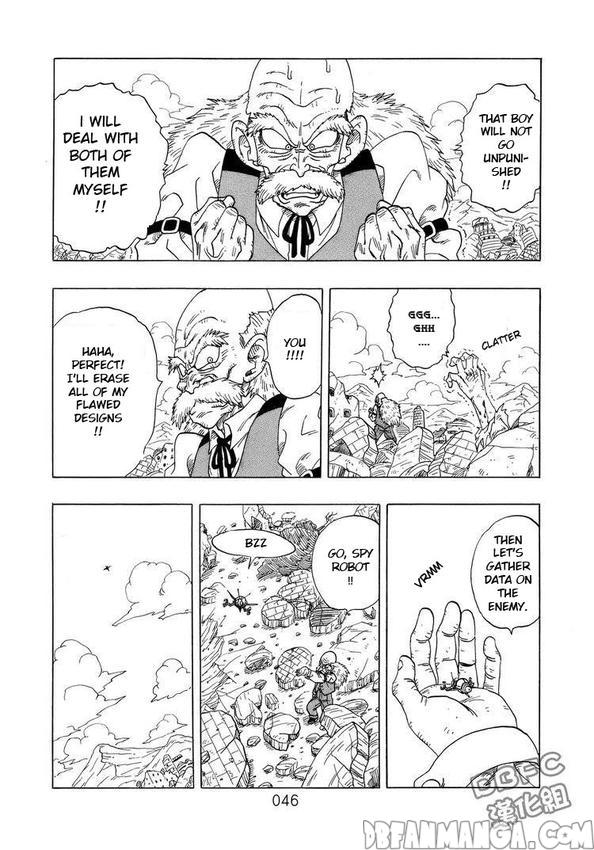 THAT BOY
WILL NOT
GO
UNPUNI-
SHED
!!
I WILL
DEAL WITH
BOTH OF
THEM
MYSELF
!!
GGG...
GHH
....
CLATTER
YOU
!!!!
HAHA,
PERFECT!
I'LL ERASE
ALL OF MY
FLAWED
DESIGNS
!!
THEN
LET'S
GATHER
DATA ON
THE
ENEMY.
VRMM
GO, SPY
ROBOT
!!
BZZ
046
DBFC
漢化組
DBFANMANGA.COM